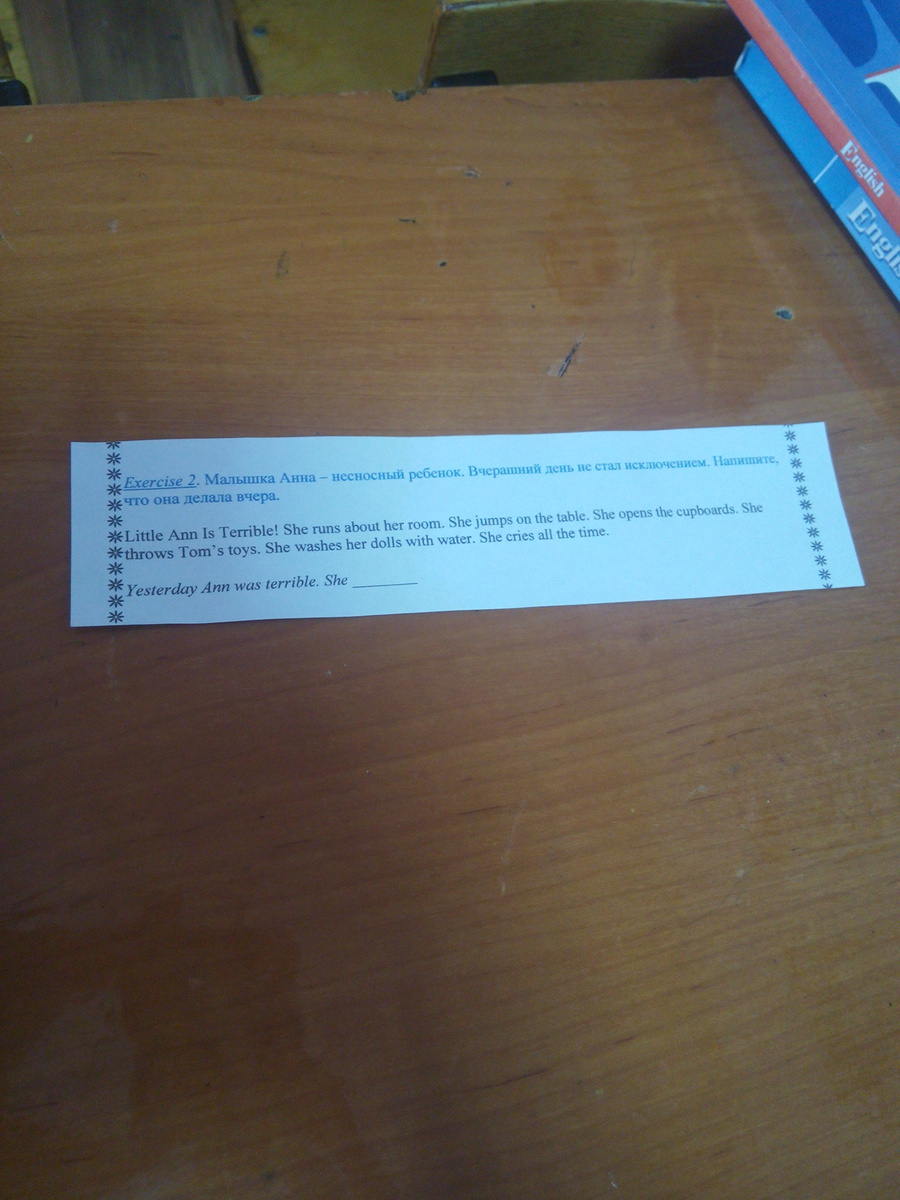 English
English
Exercise 2. Малышка Анна – несносный ребенок. Вчерашний день не стал исключением. Напишите,
что она делала вчера.
Little Ann Is Terrible! She runs about her room. She jumps on the table. She opens the cupboards. She
throws Tom's toys. She washes her dolls with water. She cries all the time.
Yesterday Ann was terrible. She ________